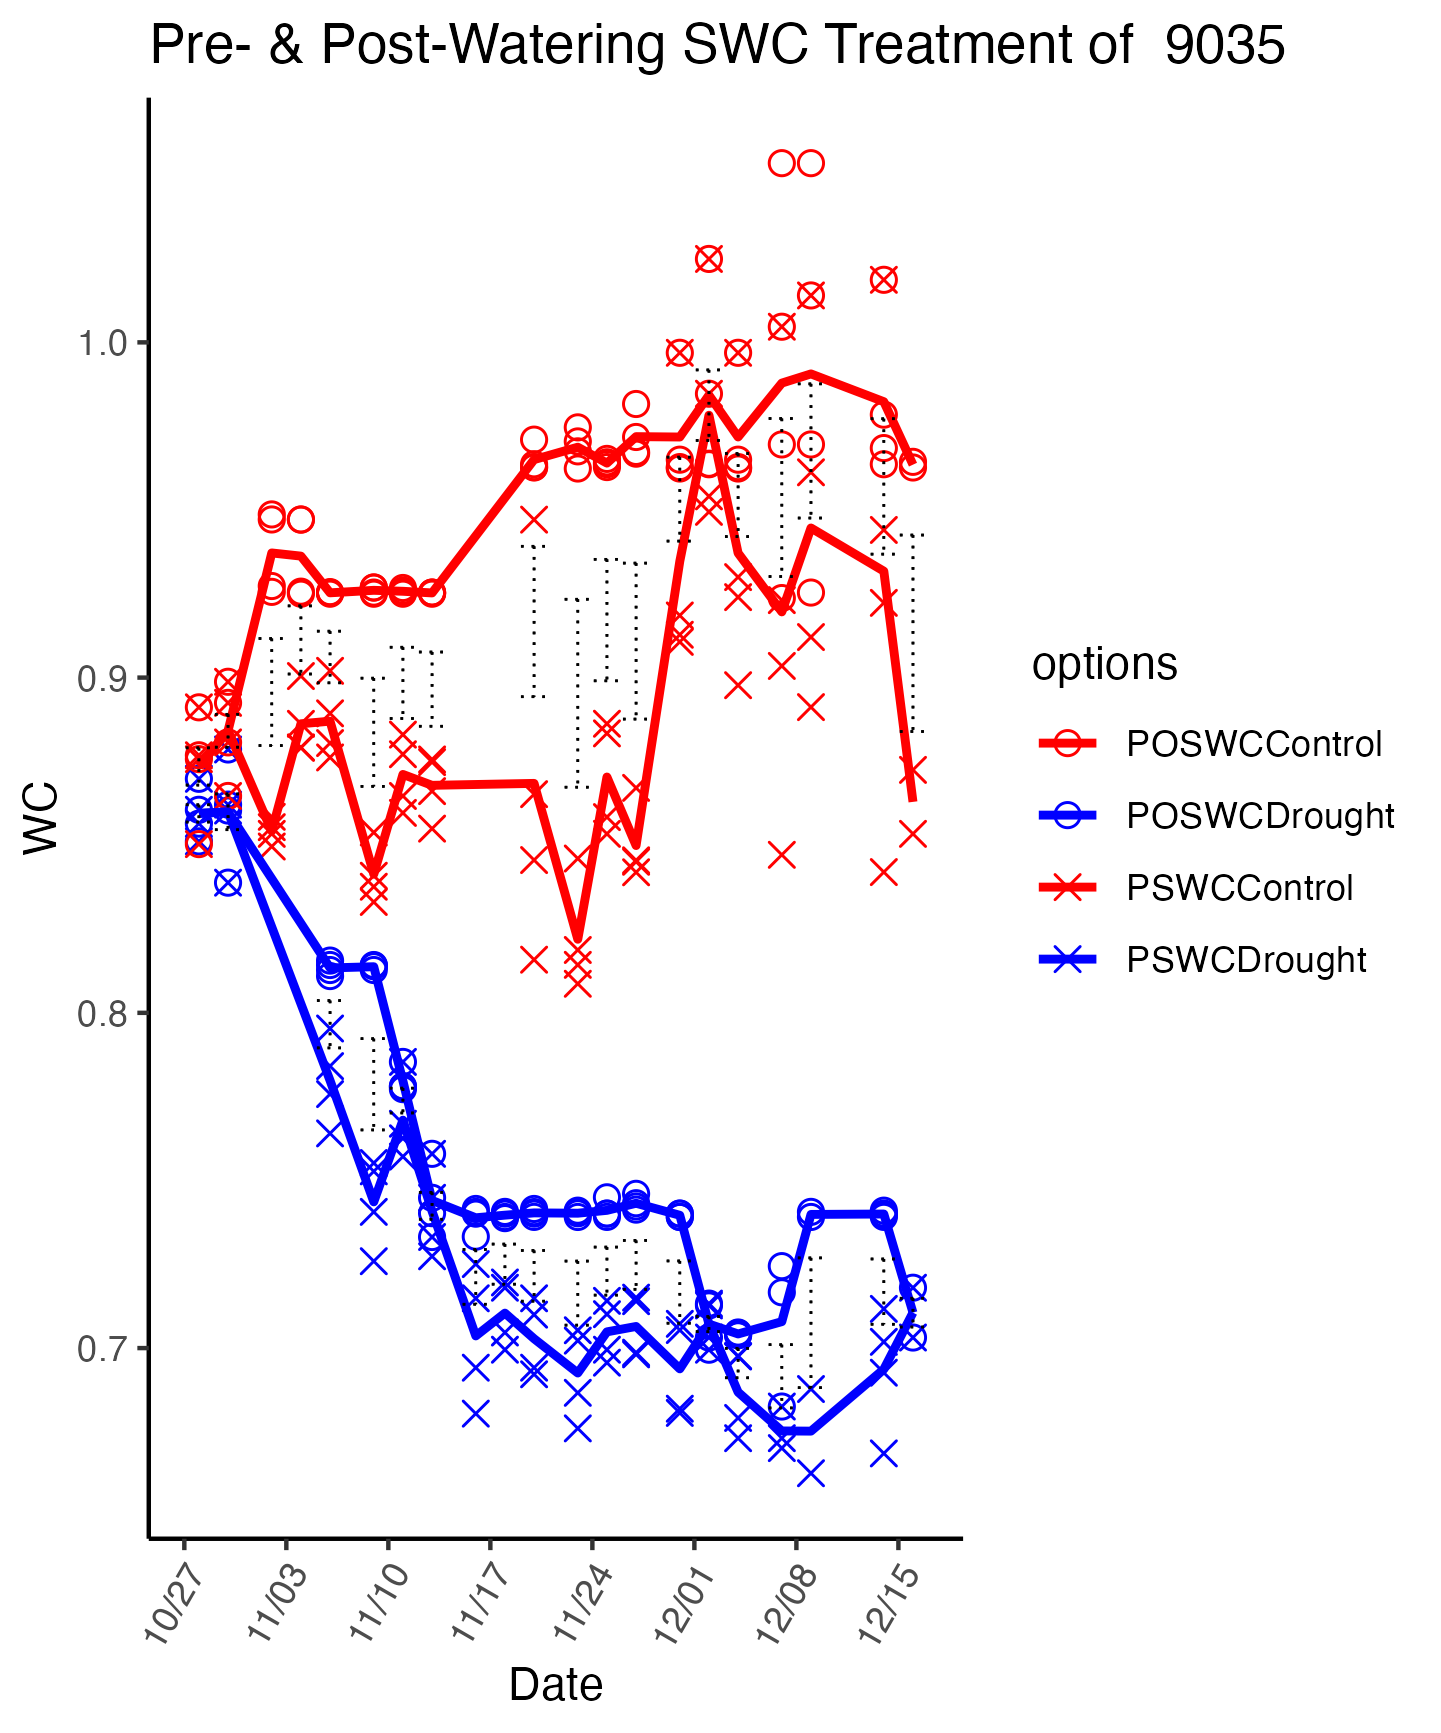 Pre- & Post-Watering SWC Treatment of  9035
WC
1.0
0.9
0.8
0.7
10/27
11/03
11/10
11/17
11/24
12/01
12/08
12/15
Date
options
POSWCControl
POSWCDrought
PSWCControl
PSWCDrought